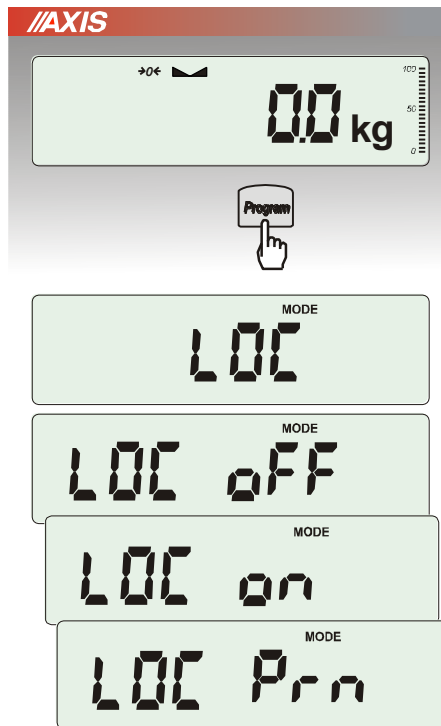 AXIS
→0←
100
50
0
0.0 kg
Program
MODE
LOC
MODE
LOC oFF
MODE
LOC on
MODE
LOC Prn